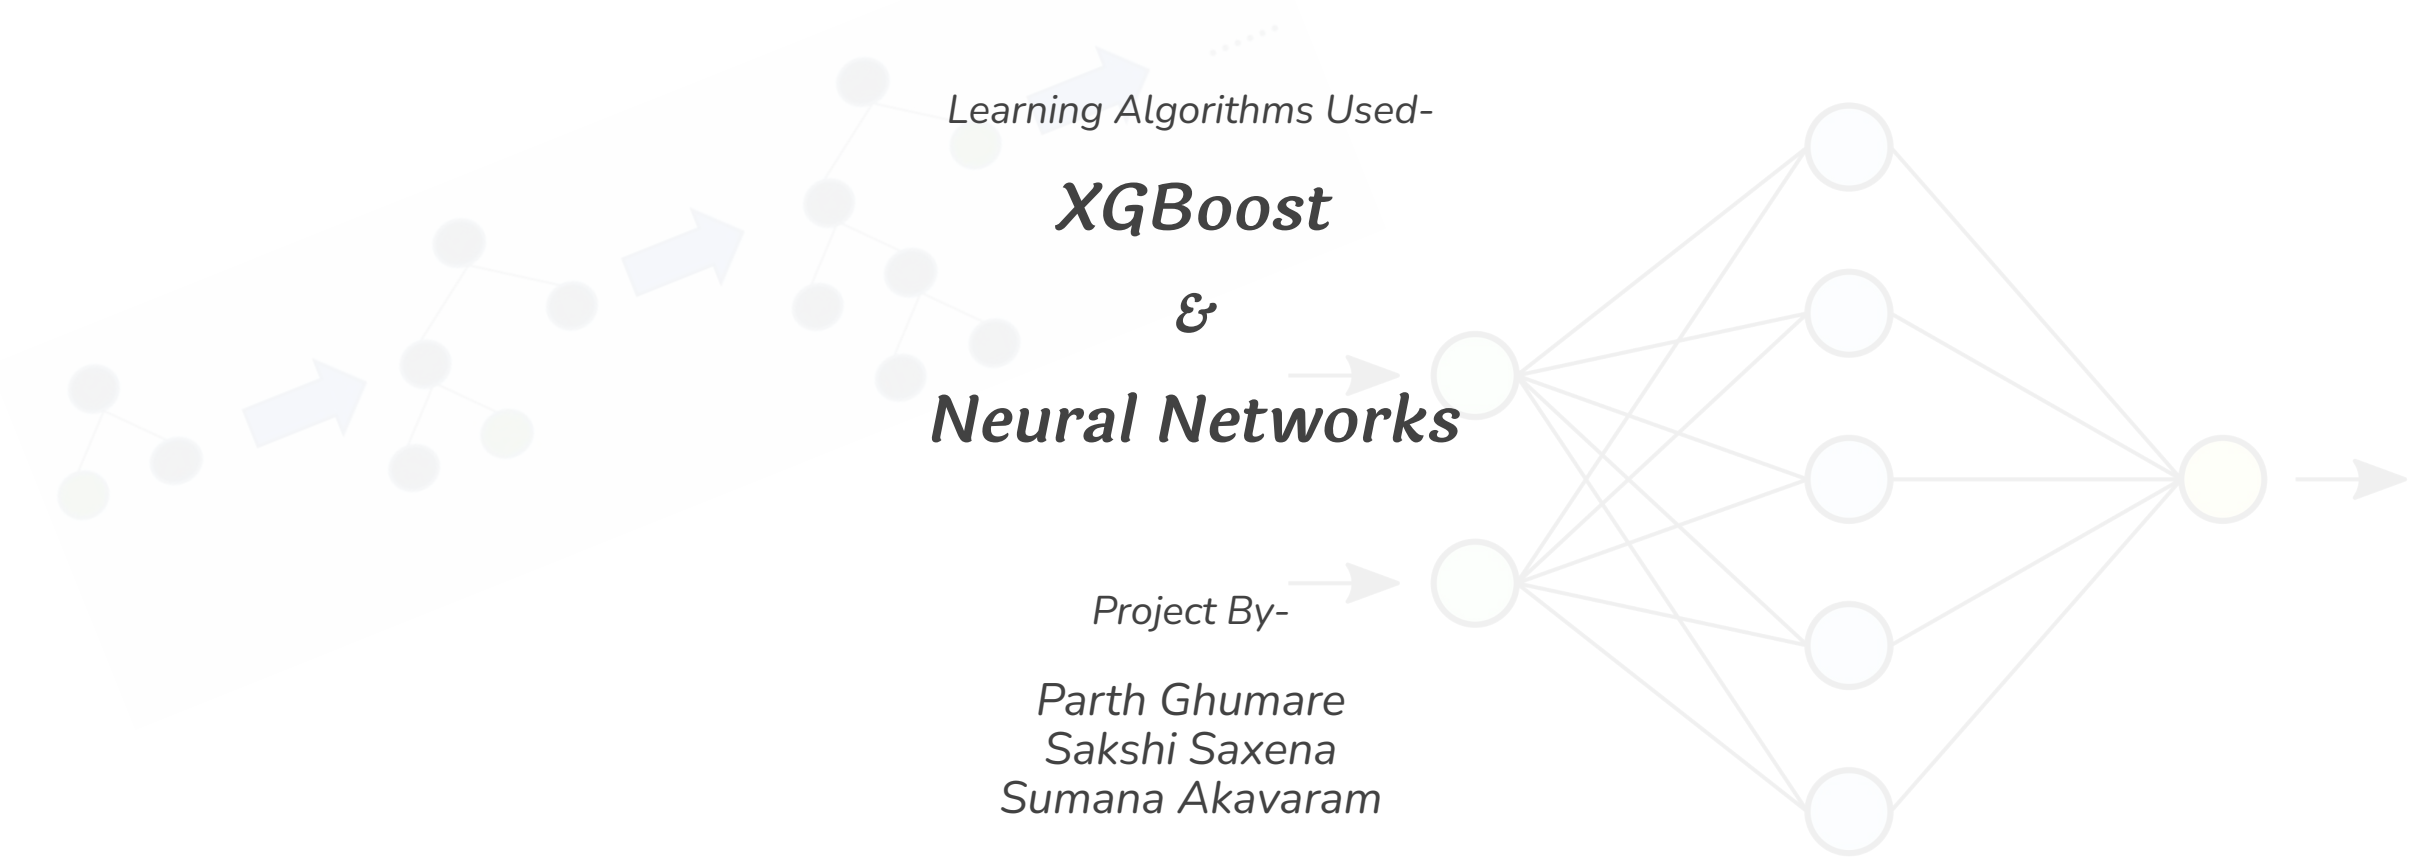 Learning Algorithms Used-
XGBoost
&
Neural Networks
Project By-
Parth Ghumare
Sakshi Saxena
Sumana Akavaram